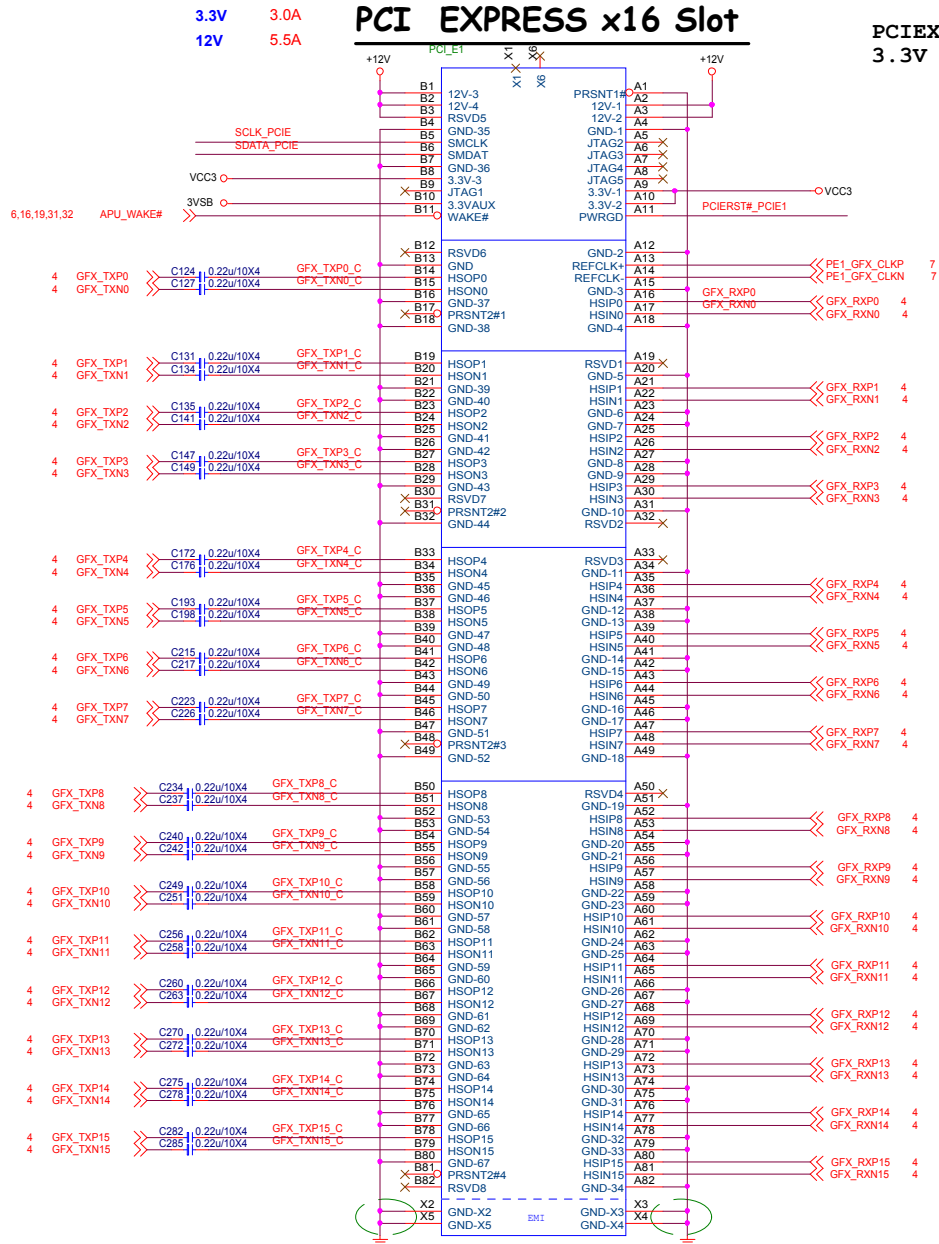 3.3V 3.0A PCI EXPRESS x16 Slot
12V 5.5A
PCIEX
3.3V
PCI_E1 X1 X6
+12V X1 X6 +12V
B1 12V-3 PRSNT1# A1
B2 12V-4 12V-1 A2
B3 RSVD5 12V-2 A3
B4 GND-35 GND-1 A4
SCLK_PCIE B5 SMCLK JTAG2 A5
SDATA_PCIE B6 SMDAT JTAG3 A6
B7 GND-36 JTAG4 A7
VCC3 B8 3.3V-3 JTAG5 A8
B9 JTAG1 3.3V-1 A9 VCC3
3VSB B10 3.3VAUX 3.3V-2 A10
6,16,19,31,32 APU_WAKE# B11 WAKE# PWRGD A11 PCIERST#_PCIE1
B12 RSVD6 GND-2 A12
B13 GND REFCLK+ A13 PE1_GFX_CLKP 7
4 GFX_TXP0 C124 0.22u/10X4 GFX_TXP0_C B14 HSOP0 REFCLK- A14 PE1_GFX_CLKN 7
4 GFX_TXN0 C127 0.22u/10X4 GFX_TXN0_C B15 HSON0 GND-3 A15
B16 GND-37 HSIP0 A16 GFX_RXP0 GFX_RXP0 4
B17 PRSNT2#1 HSIN0 A17 GFX_RXN0 GFX_RXN0 4
B18 GND-38 GND-4 A18
4 GFX_TXP1 C131 0.22u/10X4 GFX_TXP1_C B19 HSOP1 RSVD1 A19
4 GFX_TXN1 C134 0.22u/10X4 GFX_TXN1_C B20 HSON1 GND-5 A20
B21 GND-39 HSIP1 A21 GFX_RXP1 4
B22 GND-40 HSIN1 A22 GFX_RXN1 4
4 GFX_TXP2 C135 0.22u/10X4 GFX_TXP2_C B23 HSOP2 GND-6 A23
4 GFX_TXN2 C141 0.22u/10X4 GFX_TXN2_C B24 HSON2 GND-7 A24
B25 GND-41 HSIP2 A25 GFX_RXP2 4
B26 GND-42 HSIN2 A26 GFX_RXN2 4
4 GFX_TXP3 C147 0.22u/10X4 GFX_TXP3_C B27 HSOP3 GND-8 A27
4 GFX_TXN3 C149 0.22u/10X4 GFX_TXN3_C B28 HSON3 GND-9 A28
B29 GND-43 HSIP3 A29 GFX_RXP3 4
B30 RSVD7 HSIN3 A30 GFX_RXN3 4
B31 PRSNT2#2 GND-10 A31
B32 GND-44 RSVD2 A32
4 GFX_TXP4 C172 0.22u/10X4 GFX_TXP4_C B33 HSOP4 RSVD3 A33
4 GFX_TXN4 C176 0.22u/10X4 GFX_TXN4_C B34 HSON4 GND-11 A34
B35 GND-45 HSIP4 A35 GFX_RXP4 4
B36 GND-46 HSIN4 A36 GFX_RXN4 4
4 GFX_TXP5 C193 0.22u/10X4 GFX_TXP5_C B37 HSOP5 GND-12 A37
4 GFX_TXN5 C198 0.22u/10X4 GFX_TXN5_C B38 HSON5 GND-13 A38
B39 GND-47 HSIP5 A39 GFX_RXP5 4
B40 GND-48 HSIN5 A40 GFX_RXN5 4
4 GFX_TXP6 C215 0.22u/10X4 GFX_TXP6_C B41 HSOP6 GND-14 A41
4 GFX_TXN6 C217 0.22u/10X4 GFX_TXN6_C B42 HSON6 GND-15 A42
B43 GND-49 HSIP6 A43 GFX_RXP6 4
B44 GND-50 HSIN6 A44 GFX_RXN6 4
4 GFX_TXP7 C223 0.22u/10X4 GFX_TXP7_C B45 HSOP7 GND-16 A45
4 GFX_TXN7 C226 0.22u/10X4 GFX_TXN7_C B46 HSON7 GND-17 A46
B47 GND-51 HSIP7 A47 GFX_RXP7 4
B48 PRSNT2#3 HSIN7 A48 GFX_RXN7 4
B49 GND-52 GND-18 A49
4 GFX_TXP8 C234 0.22u/10X4 GFX_TXP8_C B50 HSOP8 RSVD4 A50
4 GFX_TXN8 C237 0.22u/10X4 GFX_TXN8_C B51 HSON8 GND-19 A51
B52 GND-53 HSIP8 A52 GFX_RXP8 4
B53 GND-54 HSIN8 A53 GFX_RXN8 4
4 GFX_TXP9 C240 0.22u/10X4 GFX_TXP9_C B54 HSOP9 GND-20 A54
4 GFX_TXN9 C242 0.22u/10X4 GFX_TXN9_C B55 HSON9 GND-21 A55
B56 GND-55 HSIP9 A56 GFX_RXP9 4
B57 GND-56 HSIN9 A57 GFX_RXN9 4
4 GFX_TXP10 C249 0.22u/10X4 GFX_TXP10_C B58 HSOP10 GND-22 A58
4 GFX_TXN10 C251 0.22u/10X4 GFX_TXN10_C B59 HSON10 GND-23 A59
B60 GND-57 HSIP10 A60 GFX_RXP10 4
B61 GND-58 HSIN10 A61 GFX_RXN10 4
4 GFX_TXP11 C256 0.22u/10X4 GFX_TXP11_C B62 HSOP11 GND-24 A62
4 GFX_TXN11 C258 0.22u/10X4 GFX_TXN11_C B63 HSON11 GND-25 A63
B64 GND-59 HSIP11 A64 GFX_RXP11 4
B65 GND-60 HSIN11 A65 GFX_RXN11 4
4 GFX_TXP12 C260 0.22u/10X4 GFX_TXP12_C B66 HSOP12 GND-26 A66
4 GFX_TXN12 C263 0.22u/10X4 GFX_TXN12_C B67 HSON12 GND-27 A67
B68 GND-61 HSIP12 A68 GFX_RXP12 4
B69 GND-62 HSIN12 A69 GFX_RXN12 4
4 GFX_TXP13 C270 0.22u/10X4 GFX_TXP13_C B70 HSOP13 GND-28 A70
4 GFX_TXN13 C272 0.22u/10X4 GFX_TXN13_C B71 HSON13 GND-29 A71
B72 GND-63 HSIP13 A72 GFX_RXP13 4
B73 GND-64 HSIN13 A73 GFX_RXN13 4
4 GFX_TXP14 C275 0.22u/10X4 GFX_TXP14_C B74 HSOP14 GND-30 A74
4 GFX_TXN14 C278 0.22u/10X4 GFX_TXN14_C B75 HSON14 GND-31 A75
B76 GND-65 HSIP14 A76 GFX_RXP14 4
B77 GND-66 HSIN14 A77 GFX_RXN14 4
4 GFX_TXP15 C282 0.22u/10X4 GFX_TXP15_C B78 HSOP15 GND-32 A78
4 GFX_TXN15 C285 0.22u/10X4 GFX_TXN15_C B79 HSON15 GND-33 A79
B80 GND-67 HSIP15 A80 GFX_RXP15 4
B81 PRSNT2#4 HSIN15 A81 GFX_RXN15 4
B82 RSVD8 GND-34 A82
X2 GND-X2 GND-X3 X3
X5 GND-X5 EMI GND-X4 X4